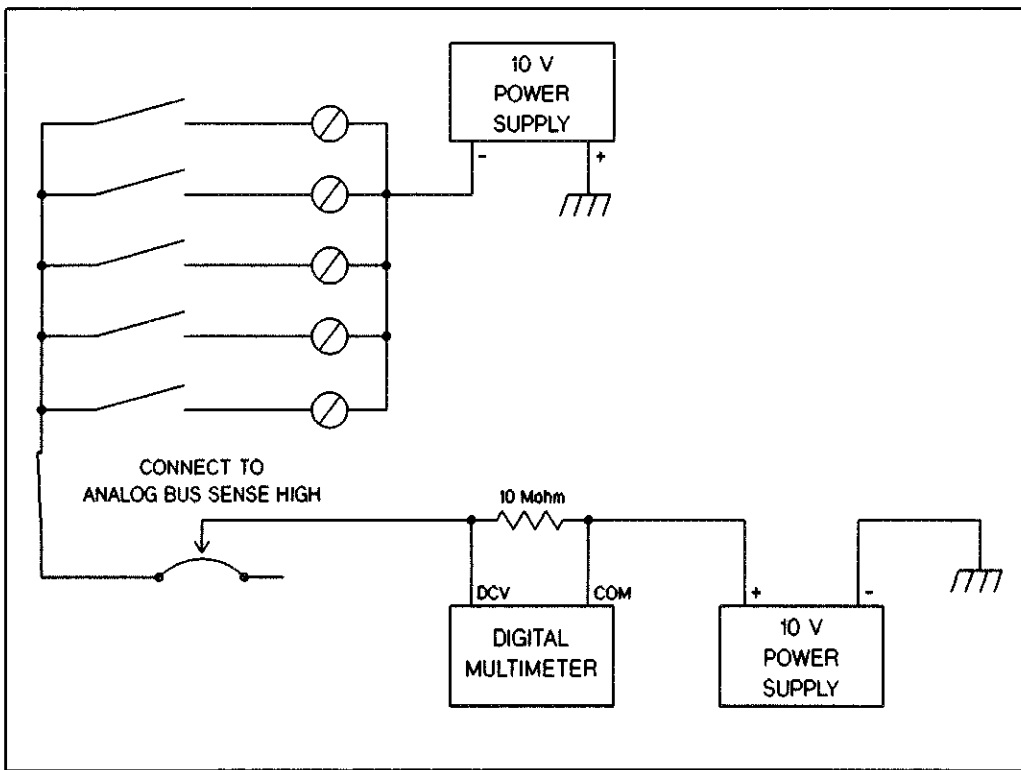 10 V
POWER
SUPPLY
- +
CONNECT TO
ANALOG BUS SENSE HIGH
10 Mohm
DCV COM
DIGITAL
MULTIMETER
+ -
10 V
POWER
SUPPLY